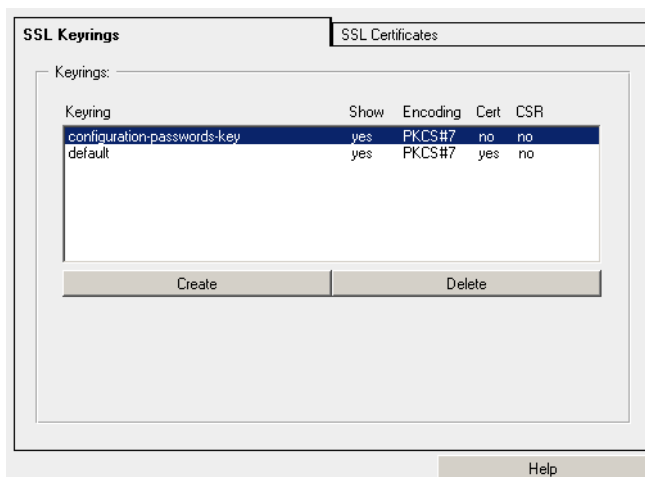 SSL Keyrings SSL Certificates
Keyrings:
Keyring Show Encoding Cert CSR
configuration-passwords-key yes PKCS#7 no no
default yes PKCS#7 yes no
Create Delete
Help